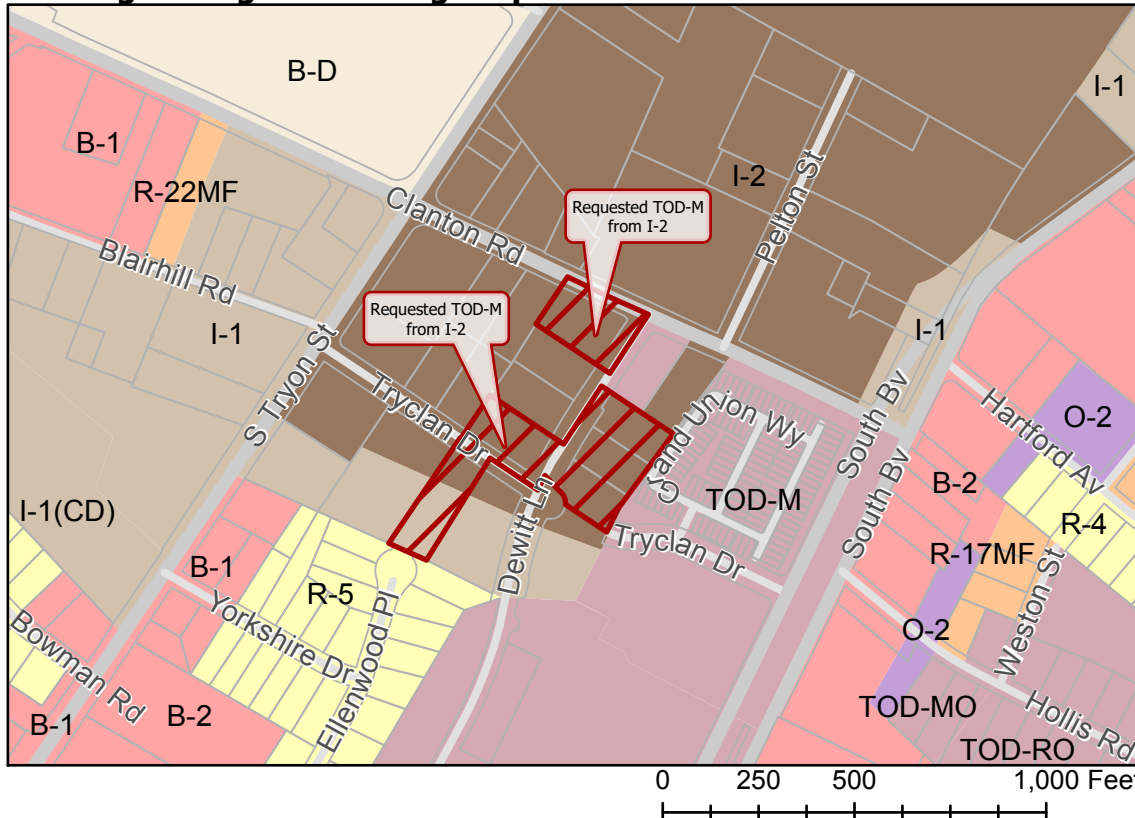 B-D
I-1
B-1
R-22MF
I-2
Pelton St
Clanton Rd
Requested TOD-M
from I-2
Blairhill Rd
I-1
Requested TOD-M
from I-2
I-1
S Tryon St
Tryclan Dr
Grand Union Wy
South Bv
Hartford Av
O-2
TOD-M
B-2
R-4
I-1(CD)
Dewitt Ln
South Bv
R-17MF
Tryclan Dr
B-1
R-5
Yorkshire Dr
Ellenwood Pl
Weston St
O-2
Bowman Rd
B-1
B-2
TOD-MO
Hollis Rd
TOD-RO
0 250 500 1,000 Feet